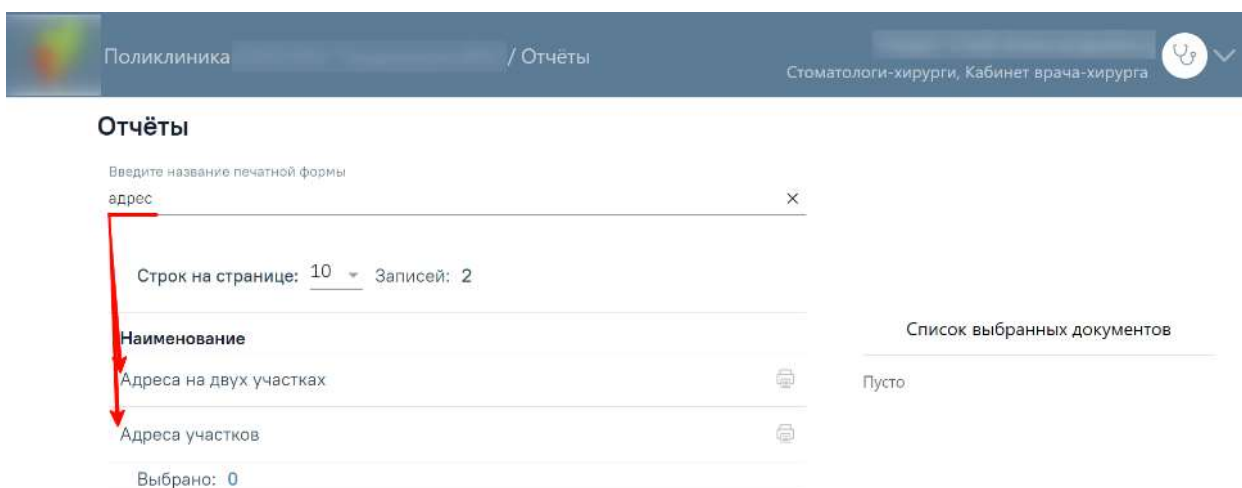 Поликлиника / Отчёты
Стоматологи-хирурги, Кабинет врача-хирурга
Отчёты
Введите название печатной формы
адрес
Строк на странице: 10 Записей: 2
Наименование
Адреса на двух участках
Адреса участков
Выбрано: 0
Список выбранных документов
Пусто